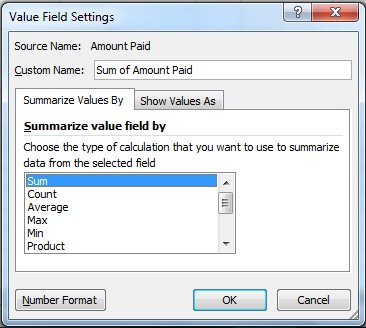 Value Field Settings
Source Name: Amount Paid
Custom Name: Sum of Amount Paid
Summarize Values By Show Values As
Summarize value field by
Choose the type of calculation that you want to use to summarize
data from the selected field
Sum
Count
Average
Max
Min
Product
Number Format OK Cancel